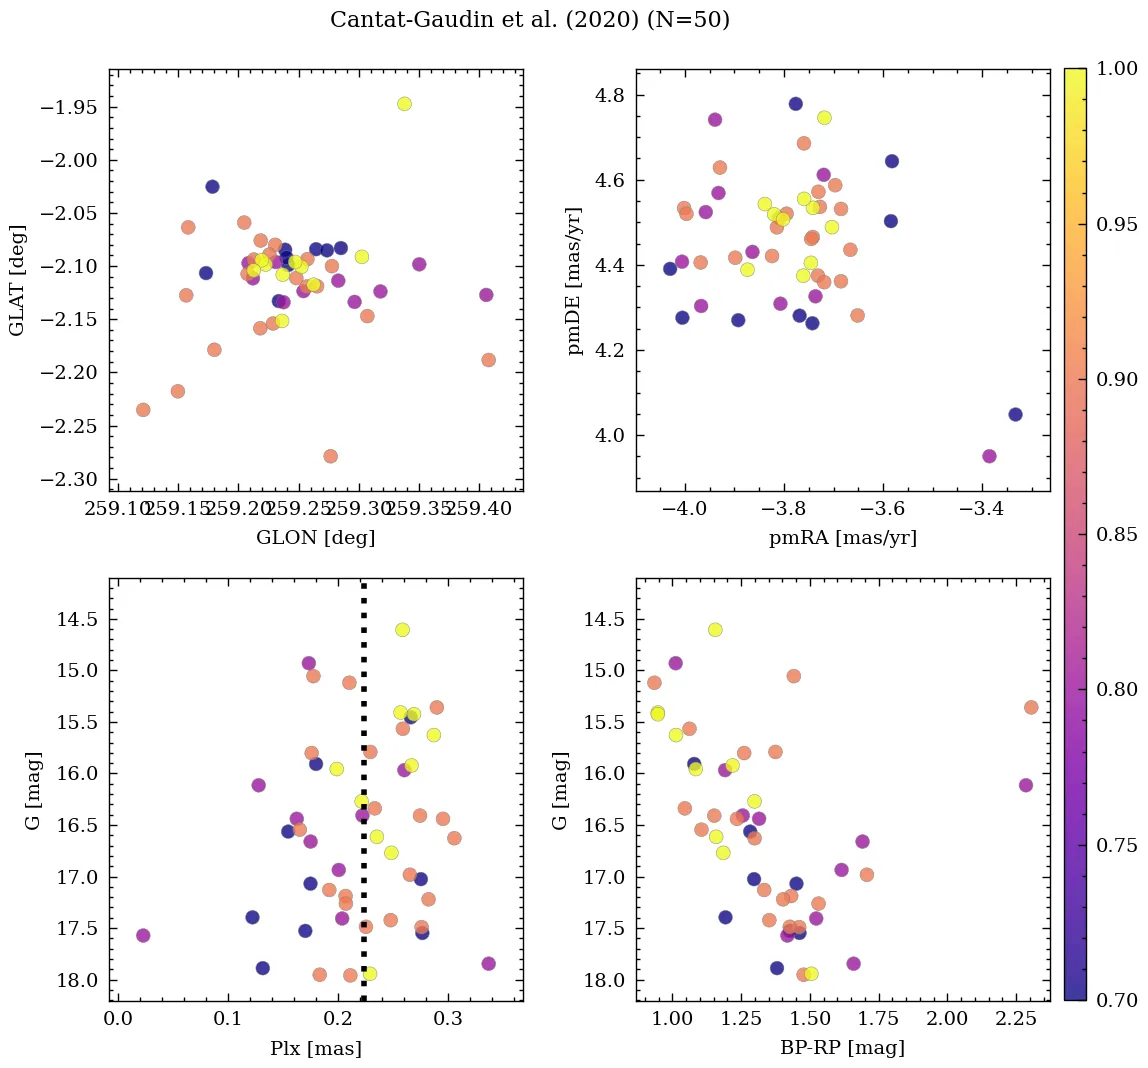 Cantat-Gaudin et al. (2020) (N=50)
−1.95
−2.00
−2.05
−2.10
−2.15
−2.20
−2.25
−2.30
GLAT [deg]
259.10 259.15 259.20 259.25 259.30 259.35 259.40
GLON [deg]
4.8
4.6
4.4
4.2
4.0
pmDE [mas/yr]
−4.0 −3.8 −3.6 −3.4
pmRA [mas/yr]
14.5
15.0
15.5
16.0
16.5
17.0
17.5
18.0
G [mag]
0.0 0.1 0.2 0.3
Plx [mas]
14.5
15.0
15.5
16.0
16.5
17.0
17.5
18.0
G [mag]
1.00 1.25 1.50 1.75 2.00 2.25
BP-RP [mag]
1.00
0.95
0.90
0.85
0.80
0.75
0.70